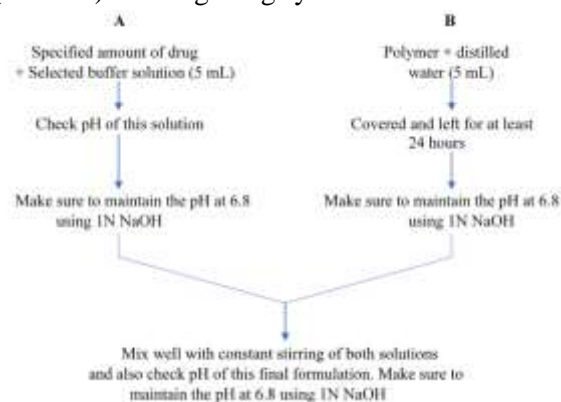 A
Specified amount of drug
+ Selected buffer solution (5 mL)
Check pH of this solution
Make sure to maintain the pH at 6.8
using 1N NaOH
B
Polymer + distilled
water (5 mL)
Covered and left for at least
24 hours
Make sure to maintain the pH at 6.8
using 1N NaOH
Mix well with constant stirring of both solutions
and also check pH of this final formulation. Make sure to
maintain the pH at 6.8 using 1N NaOH